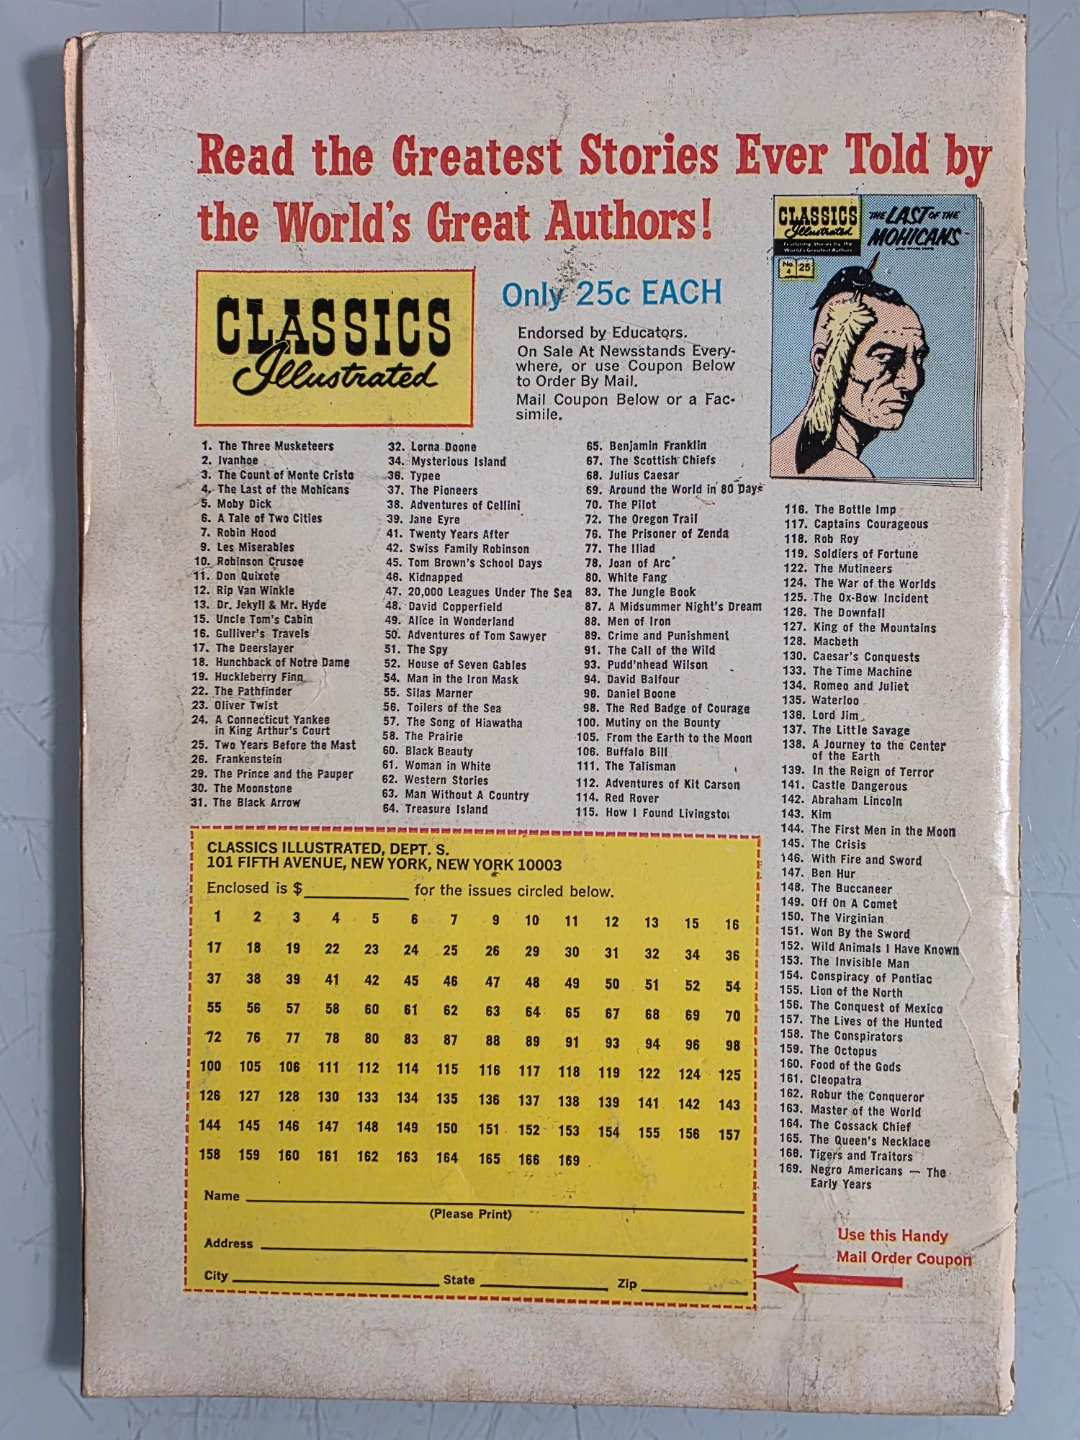 Read the Greatest Stories Ever Told by
the World's Great Authors!
CLASSICS
Illustrated
Only 25c EACH
Endorsed by Educators.
On Sale At Newsstands Every-
where, or use Coupon Below
to Order By Mail.
Mail Coupon Below or a Fac-
simile.
CLASSICS
Illustrated
Featuring Stories by the
World's Greatest Authors
THE LAST OF THE
MOHICANS
No.
4
25
1. The Three Musketeers
2. Ivanhoe
3. The Count of Monte Cristo
4. The Last of the Mohicans
5. Moby Dick
6. A Tale of Two Cities
7. Robin Hood
9. Les Miserables
10. Robinson Crusoe
11. Don Quixote
12. Rip Van Winkle
13. Dr. Jekyll & Mr. Hyde
15. Uncle Tom's Cabin
16. Gulliver's Travels
17. The Deerslayer
18. Hunchback of Notre Dame
19. Huckleberry Finn
22. The Pathfinder
23. Oliver Twist
24. A Connecticut Yankee
in King Arthur's Court
25. Two Years Before the Mast
26. Frankenstein
29. The Prince and the Pauper
30. The Moonstone
31. The Black Arrow
32. Lorna Doone
34. Mysterious Island
36. Typee
37. The Pioneers
38. Adventures of Cellini
39. Jane Eyre
41. Twenty Years After
42. Swiss Family Robinson
45. Tom Brown's School Days
46. Kidnapped
47. 20,000 Leagues Under The Sea
48. David Copperfield
49. Alice in Wonderland
50. Adventures of Tom Sawyer
51. The Spy
52. House of Seven Gables
54. Man in the Iron Mask
55. Silas Marner
56. Toilers of the Sea
57. The Song of Hiawatha
58. The Prairie
60. Black Beauty
61. Woman in White
62. Western Stories
63. Man Without A Country
64. Treasure Island
65. Benjamin Franklin
67. The Scottish Chiefs
68. Julius Caesar
69. Around the World in 80 Days
70. The Pilot
72. The Oregon Trail
76. The Prisoner of Zenda
77. The Iliad
78. Joan of Arc
80. White Fang
83. The Jungle Book
87. A Midsummer Night's Dream
88. Men of Iron
89. Crime and Punishment
91. The Call of the Wild
93. Pudd'nhead Wilson
94. David Balfour
96. Daniel Boone
98. The Red Badge of Courage
100. Mutiny on the Bounty
105. From the Earth to the Moon
106. Buffalo Bill
111. The Talisman
112. Adventures of Kit Carson
114. Red Rover
115. How I Found Livingston
116. The Bottle Imp
117. Captains Courageous
118. Rob Roy
119. Soldiers of Fortune
122. The Mutineers
124. The War of the Worlds
125. The Ox-Bow Incident
126. The Downfall
127. King of the Mountains
128. Macbeth
130. Caesar's Conquests
133. The Time Machine
134. Romeo and Juliet
135. Waterloo
136. Lord Jim
137. The Little Savage
138. A Journey to the Center
of the Earth
139. In the Reign of Terror
141. Castle Dangerous
142. Abraham Lincoln
143. Kim
144. The First Men in the Moon
145. The Crisis
146. With Fire and Sword
147. Ben Hur
148. The Buccaneer
149. Off On A Comet
150. The Virginian
151. Won By the Sword
152. Wild Animals I Have Known
153. The Invisible Man
154. Conspiracy of Pontiac
155. Lion of the North
156. The Conquest of Mexico
157. The Lives of the Hunted
158. The Conspirators
159. The Octopus
160. Food of the Gods
161. Cleopatra
162. Robur the Conqueror
163. Master of the World
164. The Cossack Chief
165. The Queen's Necklace
166. Tigers and Traitors
169. Negro Americans — The
Early Years
CLASSICS ILLUSTRATED, DEPT. S.
101 FIFTH AVENUE, NEW YORK, NEW YORK 10003
Enclosed is $ for the issues circled below.
1 2 3 4 5 6 7 9 10 11 12 13 15 16
17 18 19 22 23 24 25 26 29 30 31 32 34 36
37 38 39 41 42 45 46 47 48 49 50 51 52 54
55 56 57 58 60 61 62 63 64 65 67 68 69 70
72 76 77 78 80 83 87 88 89 91 93 94 96 98
100 105 106 111 112 114 115 116 117 118 119 122 124 125
126 127 128 130 133 134 135 136 137 138 139 141 142 143
144 145 146 147 148 149 150 151 152 153 154 155 156 157
158 159 160 161 162 163 164 165 166 169
Name
(Please Print)
Address
City State Zip
Use this Handy
Mail Order Coupon